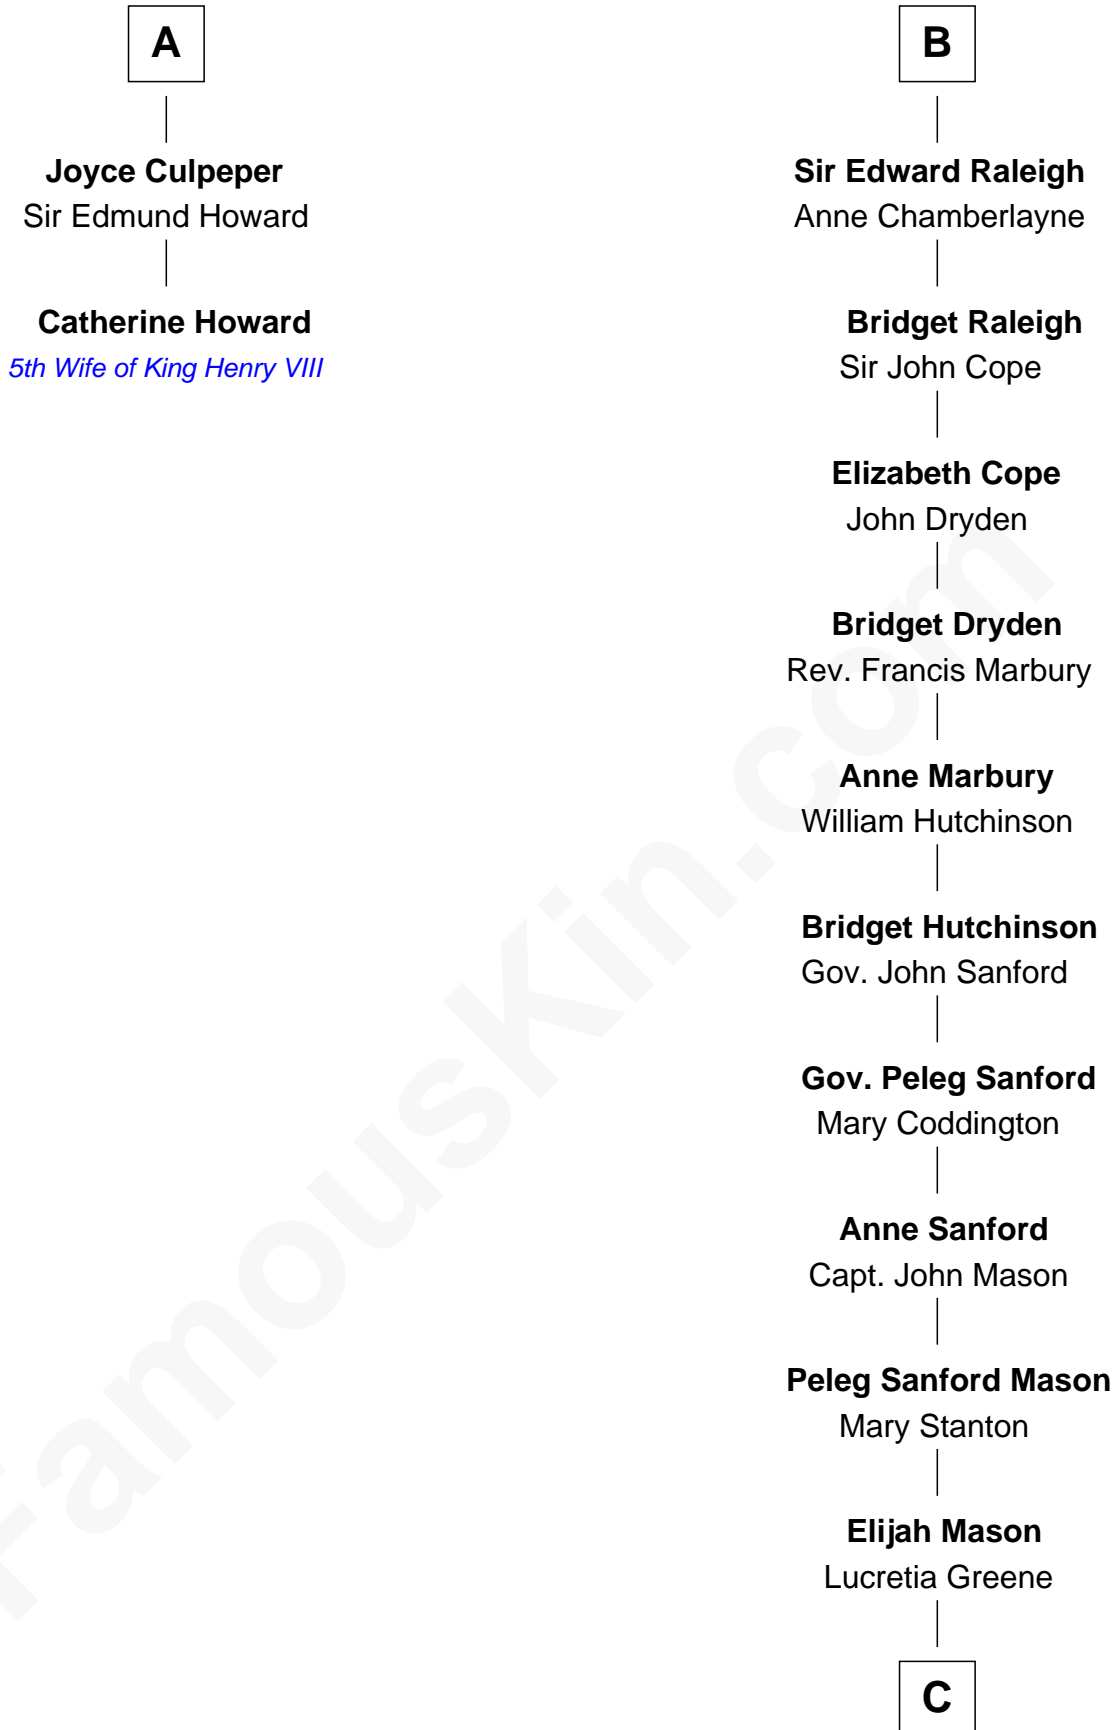 A
Joyce Culpeper
Sir Edmund Howard
Catherine Howard
5th Wife of King Henry VIII
B
Sir Edward Raleigh
Anne Chamberlayne
Bridget Raleigh
Sir John Cope
Elizabeth Cope
John Dryden
Bridget Dryden
Rev. Francis Marbury
Anne Marbury
William Hutchinson
Bridget Hutchinson
Gov. John Sanford
Gov. Peleg Sanford
Mary Coddington
Anne Sanford
Capt. John Mason
Peleg Sanford Mason
Mary Stanton
Elijah Mason
Lucretia Greene
C
FamousKin.com